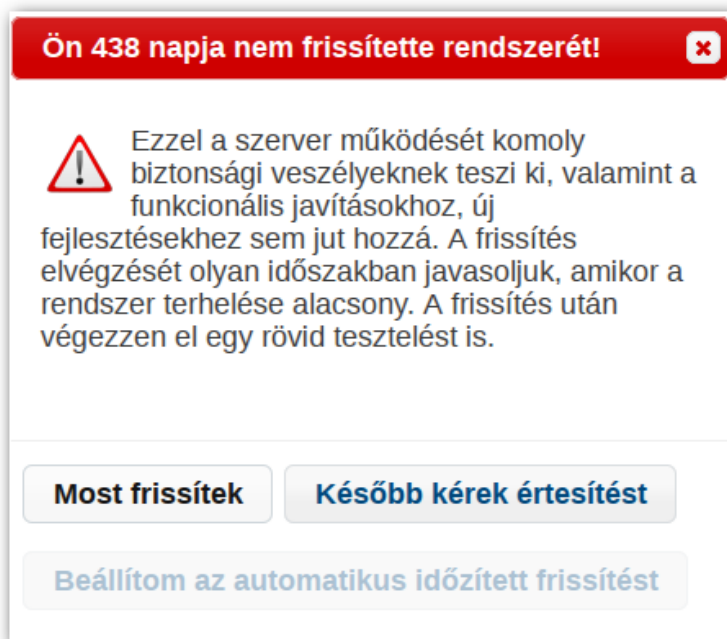 Ön 438 napja nem frissítette rendszerét!
Ezzel a szerver működését komoly
biztonsági veszélyeknek teszi ki, valamint a
funkcionális javításokhoz, új
fejlesztésekhez sem jut hozzá. A frissítés
elvégzését olyan időszakban javasoljuk, amikor a
rendszer terhelése alacsony. A frissítés után
végezzen el egy rövid tesztelést is.
Most frissítek
Később kérek értesítést
Beállítom az automatikus időzített frissítést